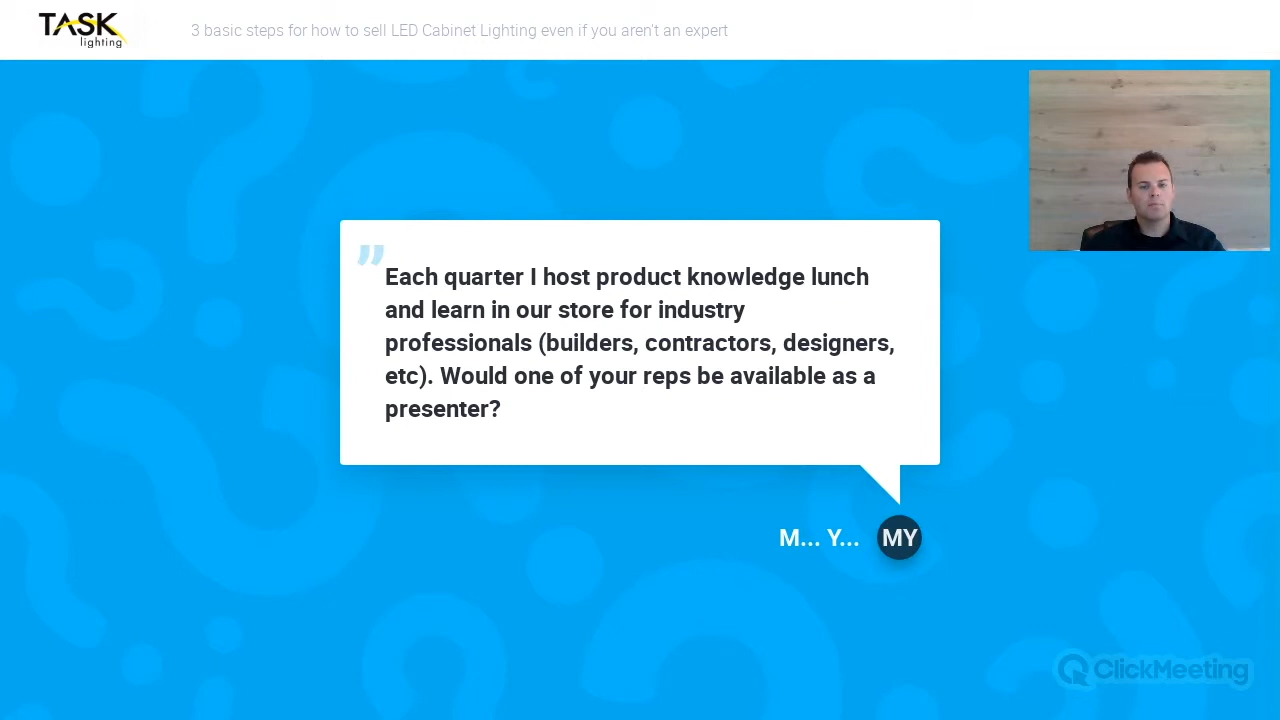 TASK
lighting
3 basic steps for how to sell LED Cabinet Lighting even if you aren't an expert
”
Each quarter I host product knowledge lunch
and learn in our store for industry
professionals (builders, contractors, designers,
etc). Would one of your reps be available as a
presenter?
M... Y... MY
ClickMeeting